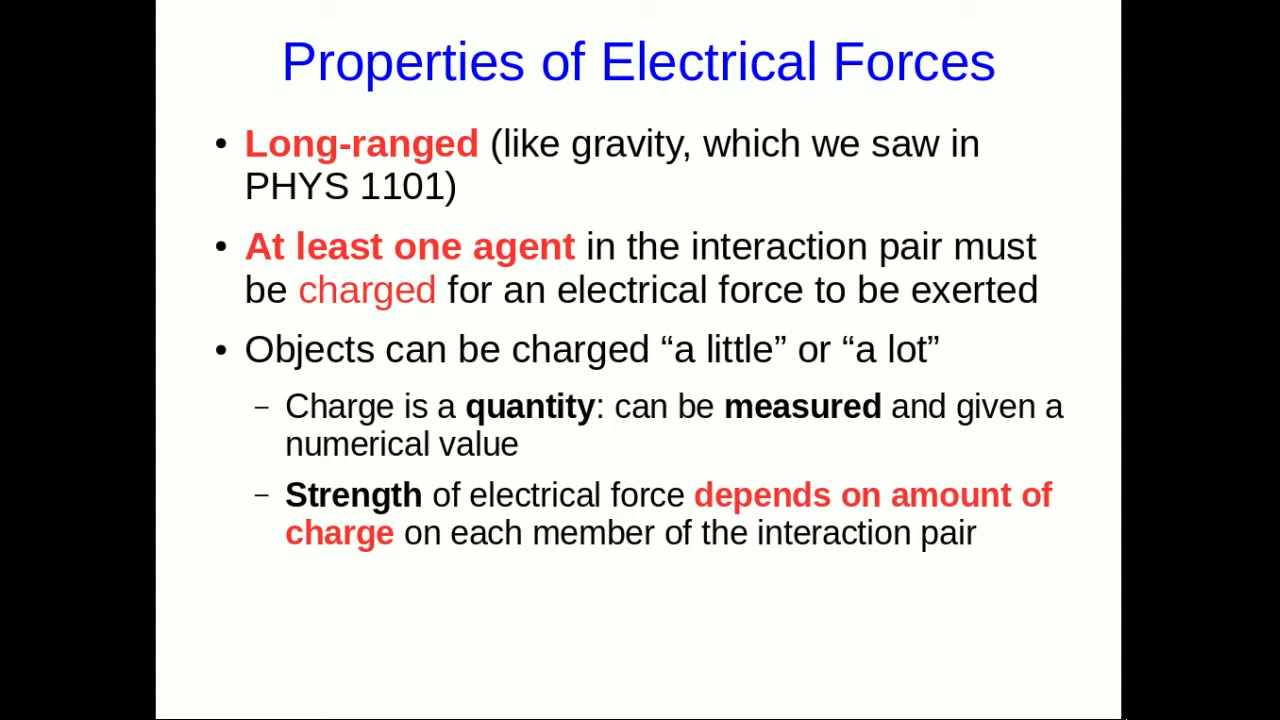 Properties of Electrical Forces
• Long-ranged (like gravity, which we saw in
PHYS 1101)
• At least one agent in the interaction pair must
be charged for an electrical force to be exerted
• Objects can be charged “a little” or “a lot”
– Charge is a quantity: can be measured and given a
numerical value
– Strength of electrical force depends on amount of
charge on each member of the interaction pair